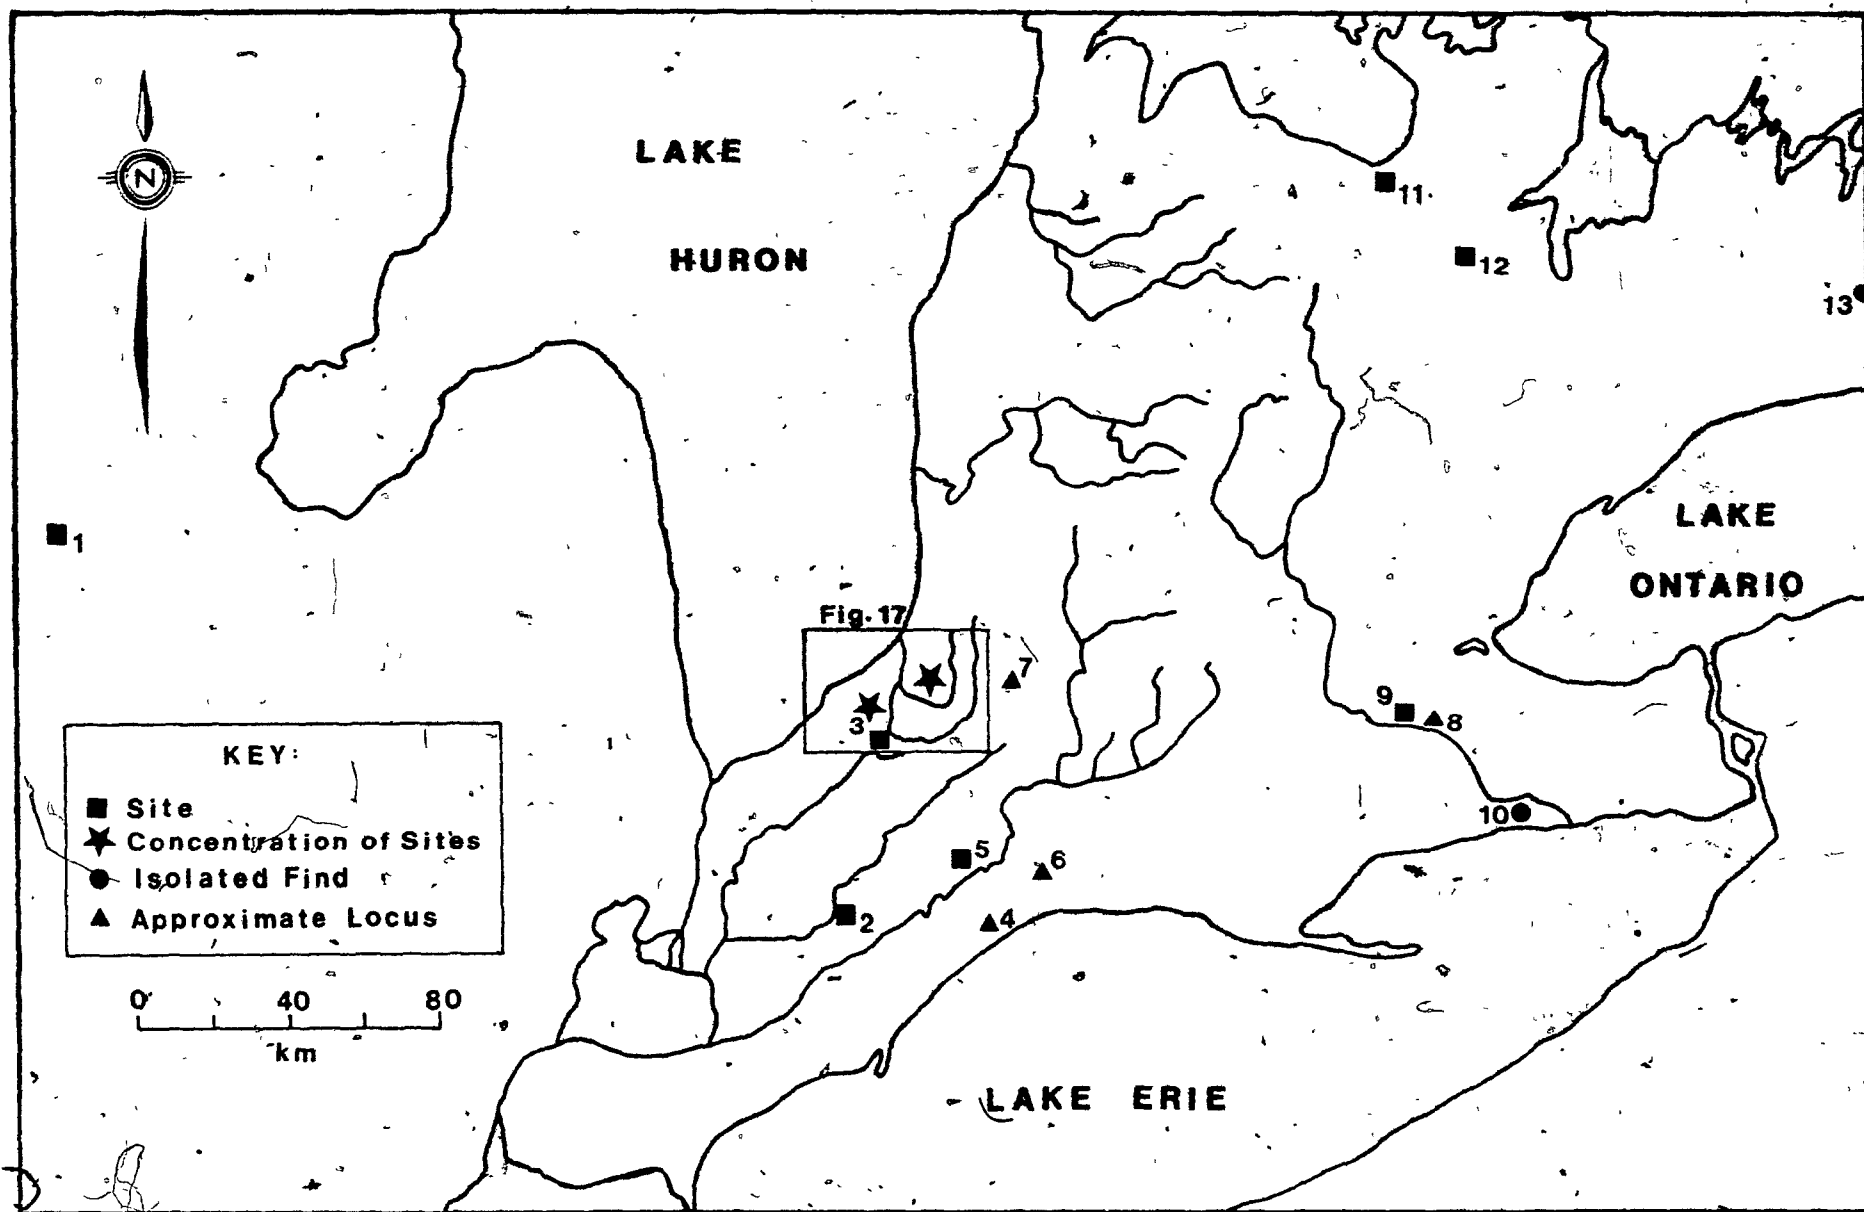 N
LAKE
HURON
LAKE
ONTARIO
LAKE ERIE
Fig. 17
1
2
3
4
5
6
7
8
9
10
11
12
13
KEY:
Site
Concentration of Sites
Isolated Find
Approximate Locus
0 40 80
km